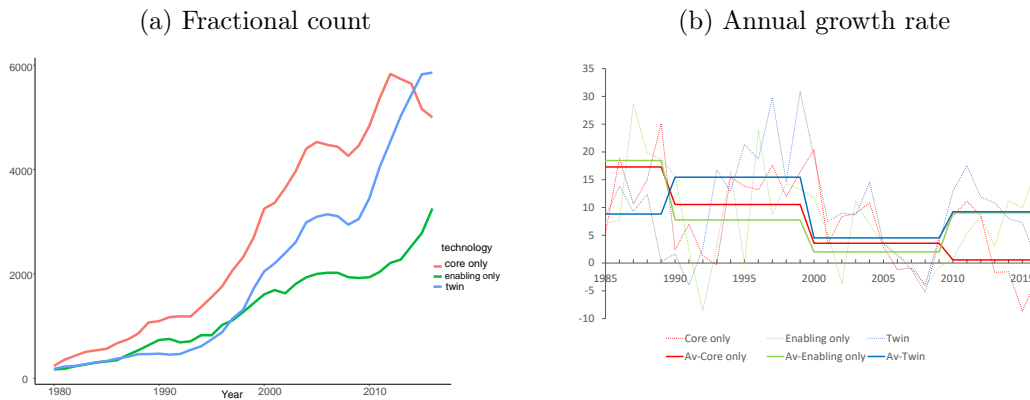 (a) Fractional count
6000
4000
2000
0
1980
1990
2000
2010
Year
technology
core only
enabling only
twin
(b) Annual growth rate
35
30
25
20
15
10
5
0
-5
-10
1985
1990
1995
2000
2005
2010
2015
Core only
Enabling only
Twin
Av-Core only
Av-Enabling only
Av-Twin